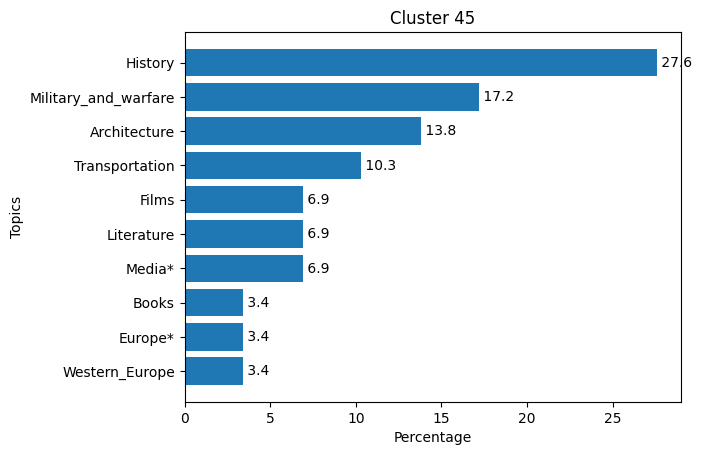 Cluster 45
Topics
History 27.6
Military_and_warfare 17.2
Architecture 13.8
Transportation 10.3
Films 6.9
Literature 6.9
Media* 6.9
Books 3.4
Europe* 3.4
Western_Europe 3.4
0 5 10 15 20 25
Percentage